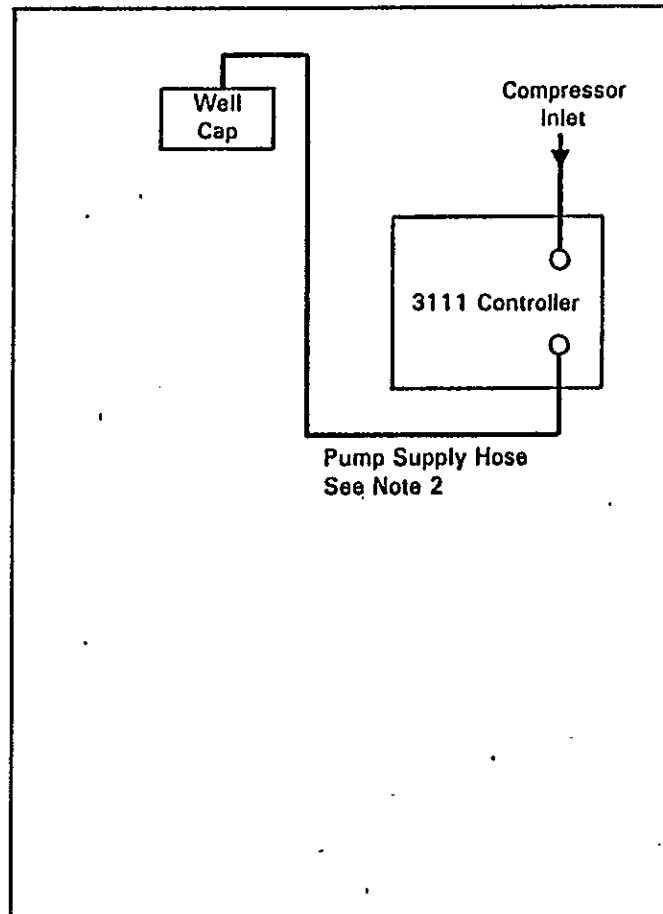 Well
Cap
Compressor
Inlet
3111 Controller
Pump Supply Hose
See Note 2